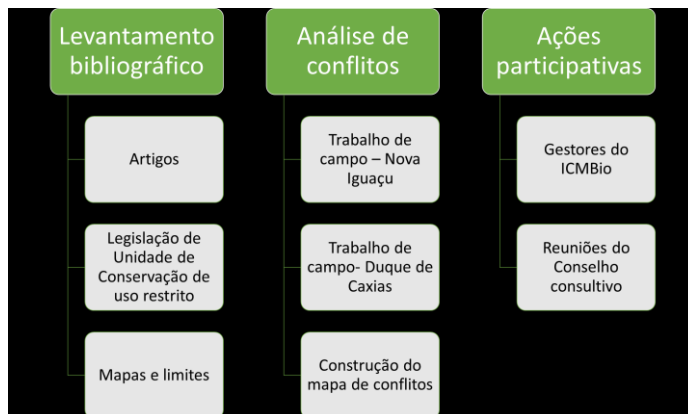 Levantamento
bibliográfico
Artigos
Legislação de
Unidade de
Conservação de
uso restrito
Mapas e limites
Análise de
conflitos
Trabalho de
campo – Nova
Iguaçu
Trabalho de
campo- Duque de
Caxias
Construção do
mapa de conflitos
Ações
participativas
Gestores do
ICMBio
Reuniões do
Conselho
consultivo